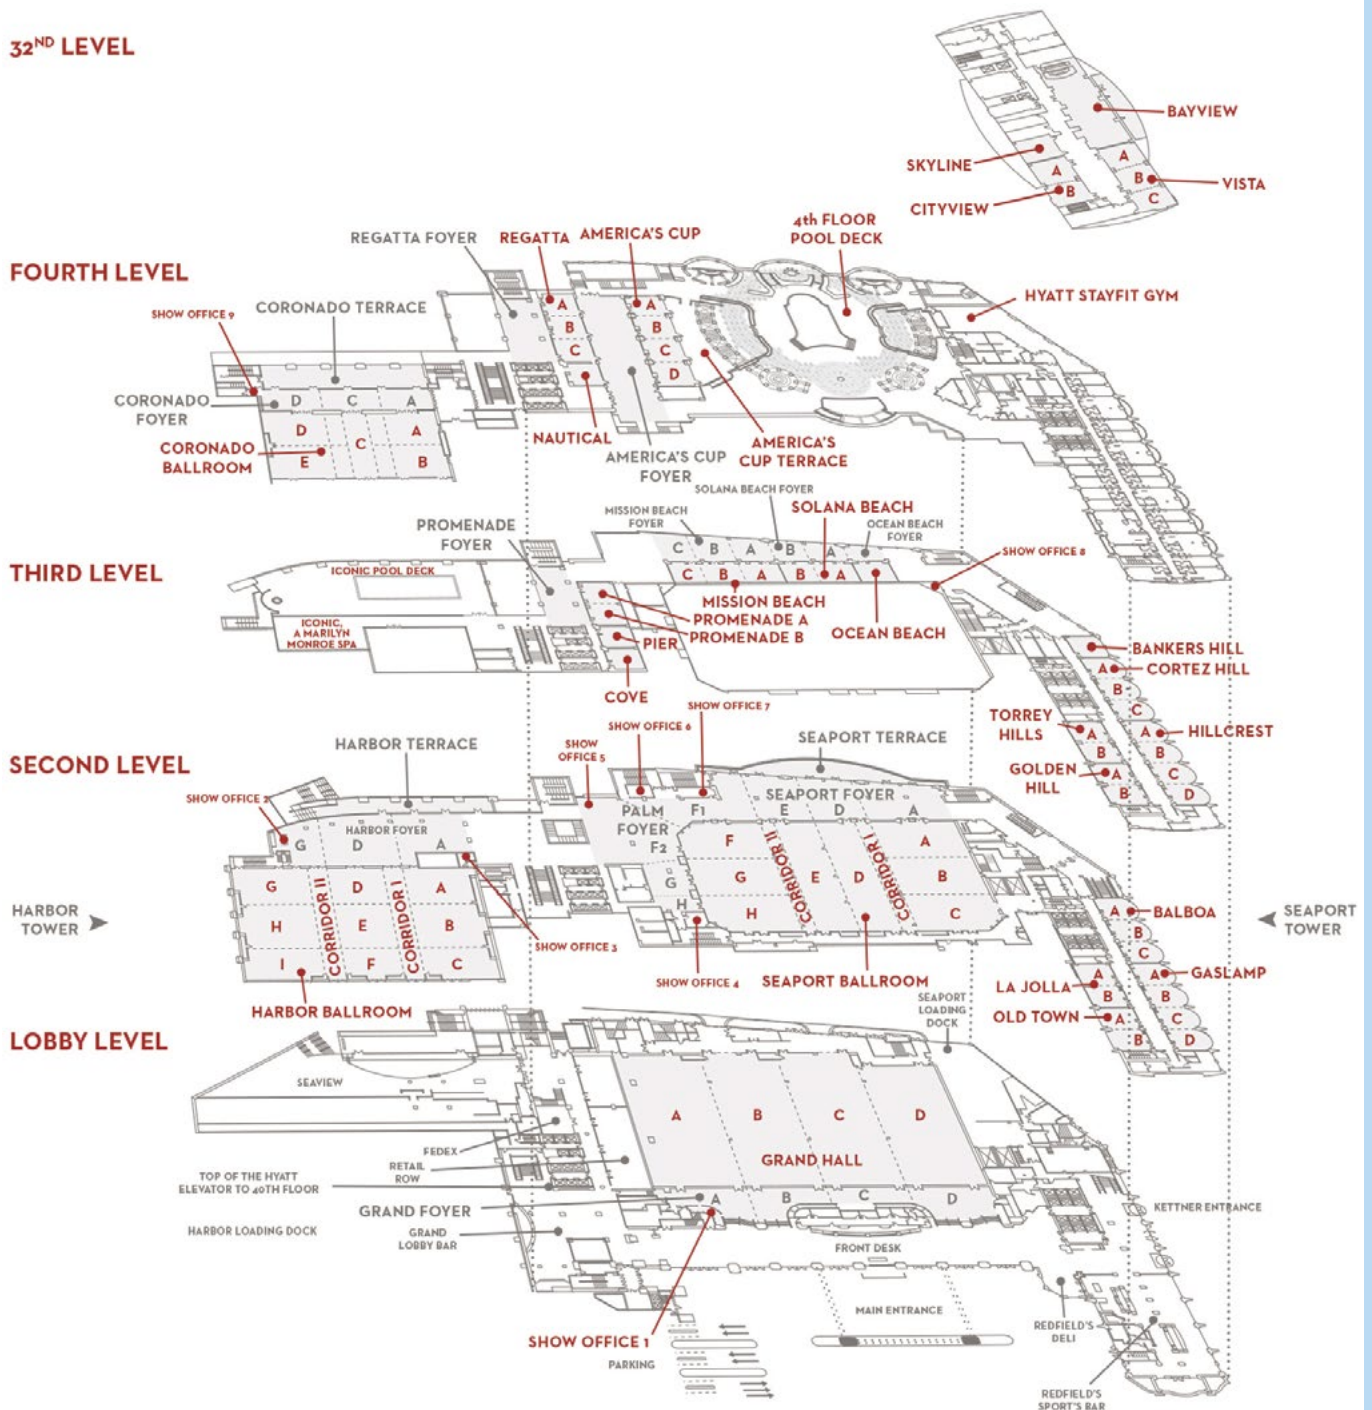 32ND LEVEL
BAYVIEW
SKYLINE
A
A
B
VISTA
B
C
CITYVIEW
4th FLOOR
POOL DECK
REGATTA FOYER
REGATTA
AMERICA'S CUP
FOURTH LEVEL
HYATT STAYFIT GYM
CORONADO TERRACE
SHOW OFFICE 9
A
B
C
A
B
C
D
CORONADO
FOYER
D
C
A
D
C
A
E
B
CORONADO
BALLROOM
NAUTICAL
AMERICA'S CUP
FOYER
AMERICA'S
CUP TERRACE
SOLANA BEACH FOYER
SOLANA BEACH
MISSION BEACH
FOYER
OCEAN BEACH
FOYER
PROMENADE
FOYER
C
B
A
B
A
SHOW OFFICE 8
THIRD LEVEL
ICONIC POOL DECK
C
B
A
B
A
MISSION BEACH
PROMENADE A
PROMENADE B
OCEAN BEACH
ICONIC,
A MARILYN
MONROE SPA
PIER
COVE
BANKERS HILL
A
CORTEZ HILL
B
C
TORREY
HILLS
A
B
A
HILLCREST
B
GOLDEN
HILL
A
B
C
D
SHOW OFFICE 7
SHOW OFFICE 6
SHOW
OFFICE 5
HARBOR TERRACE
SEAPORT TERRACE
SECOND LEVEL
SHOW OFFICE 2
HARBOR FOYER
G
D
A
PALM
FOYER
F1
F2
G
H
SEAPORT FOYER
E
D
A
G
D
A
H
E
B
I
F
C
CORRIDOR II
CORRIDOR I
F
A
G
E
D
B
H
C
CORRIDOR II
CORRIDOR I
HARBOR
TOWER
SHOW OFFICE 3
SHOW OFFICE 4
HARBOR BALLROOM
SEAPORT BALLROOM
A
BALBOA
B
C
SEAPORT
TOWER
LA JOLLA
A
B
A
GASLAMP
B
OLD TOWN
A
B
C
D
SEAPORT
LOADING
DOCK
LOBBY LEVEL
SEAVIEW
A
B
C
D
GRAND HALL
FEDEX
RETAIL
ROW
TOP OF THE HYATT
ELEVATOR TO 40TH FLOOR
GRAND FOYER
A
B
C
D
HARBOR LOADING DOCK
GRAND
LOBBY BAR
KETTNER ENTRANCE
FRONT DESK
MAIN ENTRANCE
REDFIELD'S
DELI
SHOW OFFICE 1
PARKING
REDFIELD'S
SPORT'S BAR